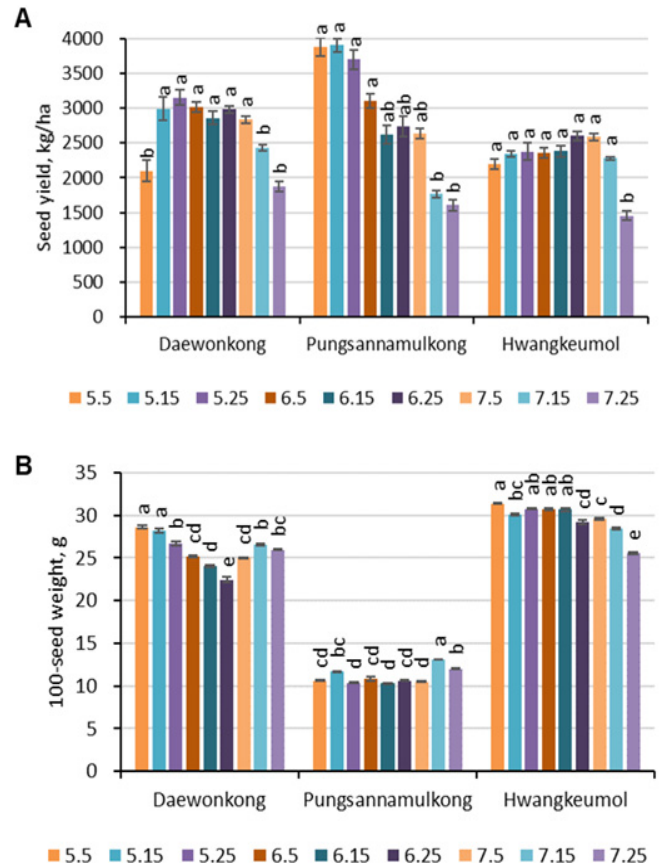 A
Seed yield, kg/ha
4000
3500
3000
2500
2000
1500
1000
500
0
b a a a a a a b b
a a a a ab ab ab b b
a a a a a a a a b
Daewonkong Pungsannamulkong Hwangkeumol
5.5 5.15 5.25 6.5 6.15 6.25 7.5 7.15 7.25
B
100-seed weight, g
35
30
25
20
15
10
5
0
a a b cd d e cd b bc
cd bc d cd d cd cd a b
a bc ab ab ab cd c d e
Daewonkong Pungsannamulkong Hwangkeumol
5.5 5.15 5.25 6.5 6.15 6.25 7.5 7.15 7.25